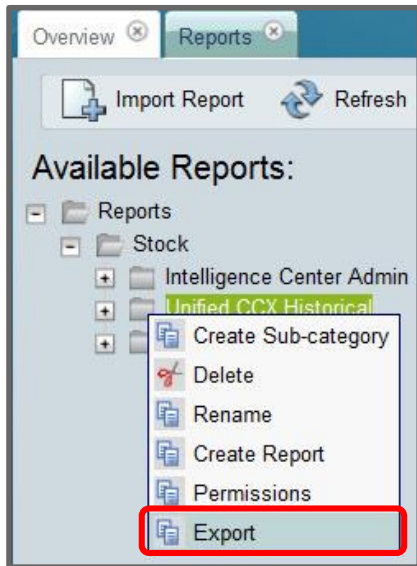 Overview Reports
Import Report Refresh
Available Reports:
Reports
Stock
Intelligence Center Admin
Unified CCX Historical
Create Sub-category
Delete
Rename
Create Report
Permissions
Export